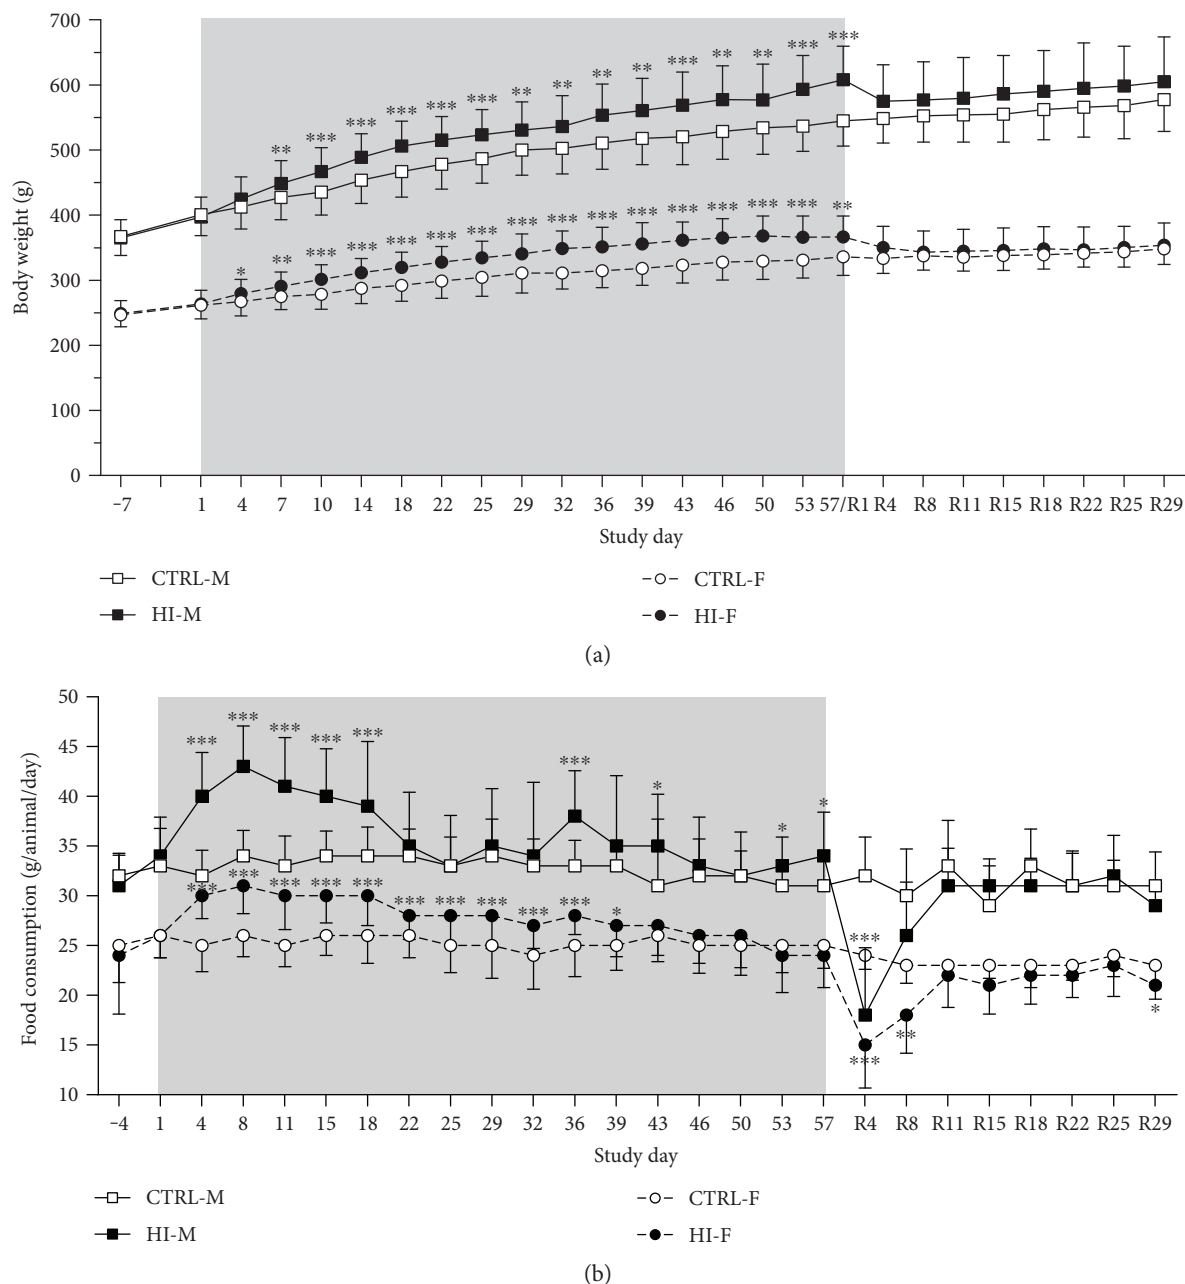 700
600
500
400
300
200
100
0
Body weight (g)
** *** *** *** *** *** ** ** ** ** *** ** ** *** ***
* ** *** *** *** *** *** *** *** *** *** *** *** *** *** ** 
–7 1 4 7 10 14 18 22 25 29 32 36 39 43 46 50 53 57/R1 R4 R8 R11 R15 R18 R22 R25 R29
Study day
CTRL-M CTRL-F
HI-M HI-F
(a)
50
45
40
35
30
25
20
15
10
Food consumption (g/animal/day)
*** *** *** *** *** *** * * *
*** *** *** *** *** *** *** *** *** *** *
***
*** ** *
–4 1 4 8 11 15 18 22 25 29 32 36 39 43 46 50 53 57 R4 R8 R11 R15 R18 R22 R25 R29
Study day
CTRL-M CTRL-F
HI-M HI-F
(b)